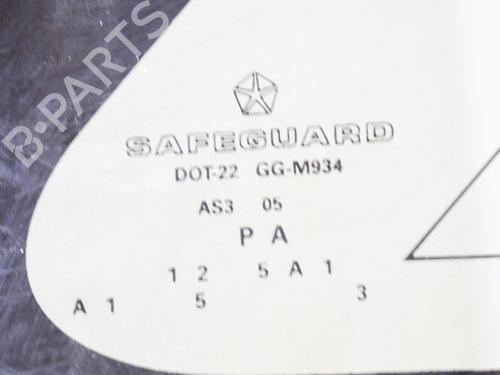 B-PARTS
SAFEGUARD
DOT-22 GG-M934
AS3 05
P A
1 2 5 A 1
A 1 5 3